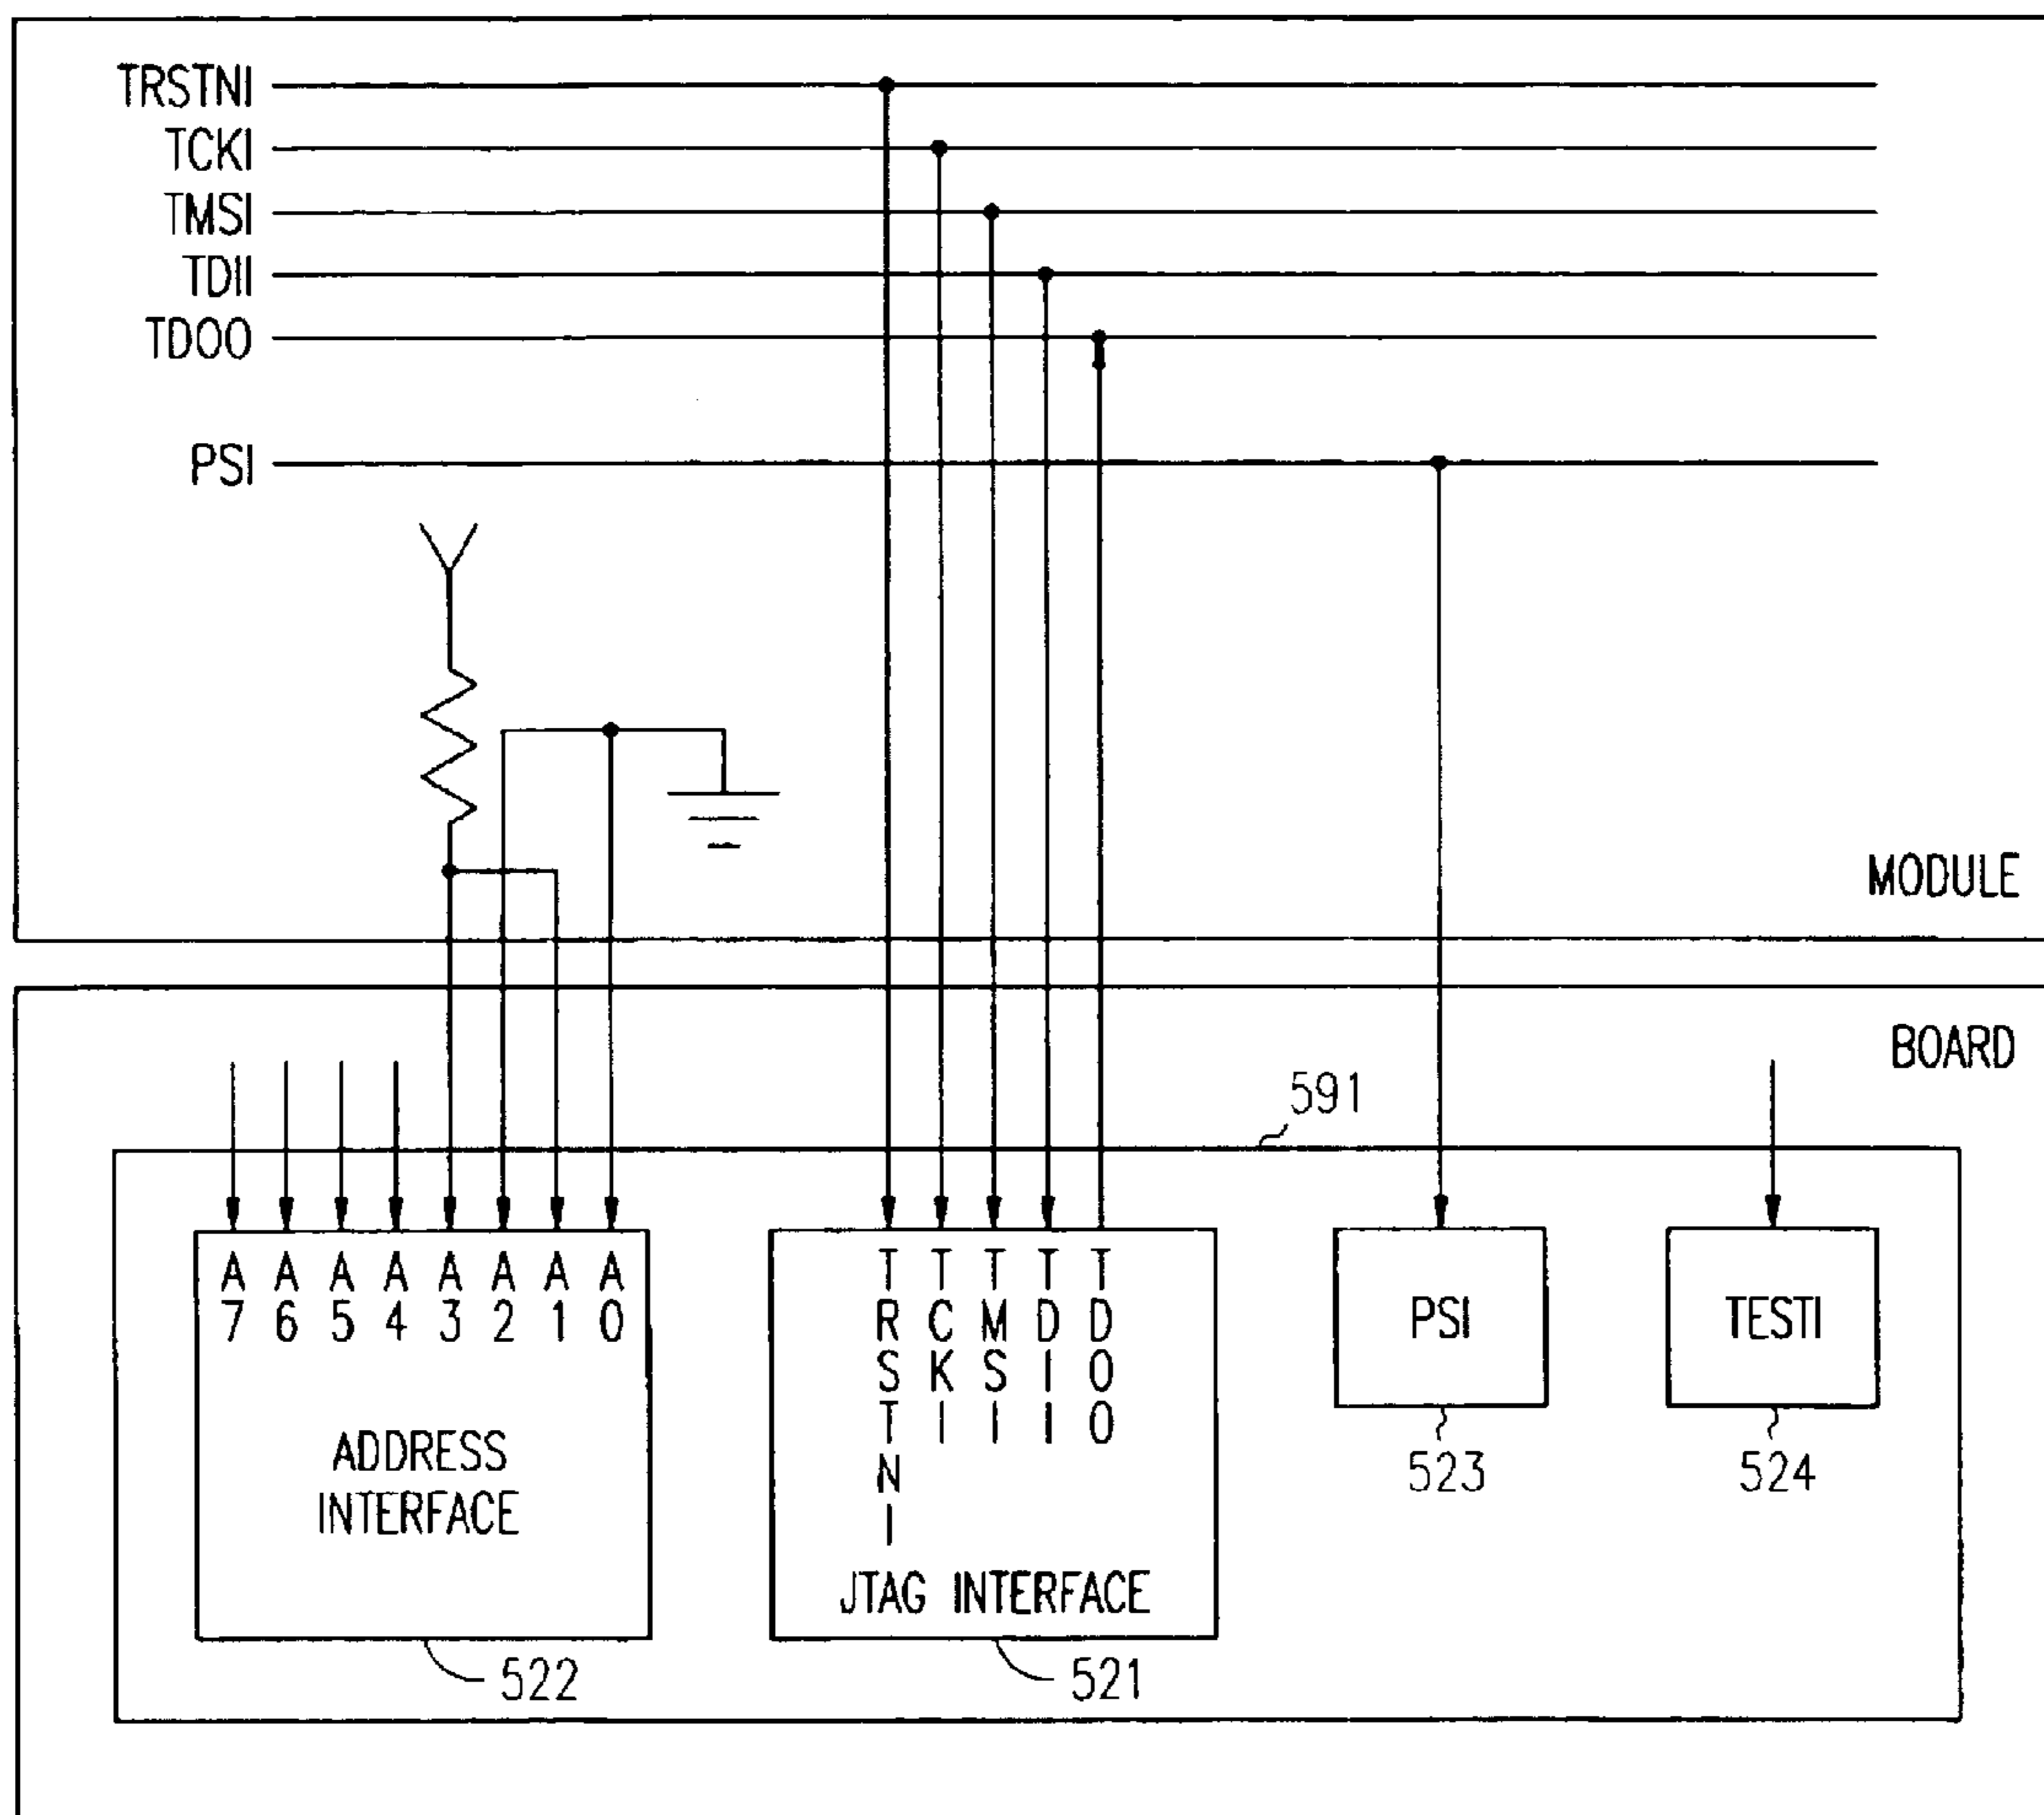 TRSTNI
TCKI
TMSI
TDII
TDOO
PSI
MODULE
BOARD
591
A7 A6 A5 A4 A3 A2 A1 A0
ADDRESS
INTERFACE
522
TRSTNI TCKI TMSI TDII TDOO
JTAG INTERFACE
521
PSI
523
TESTI
524